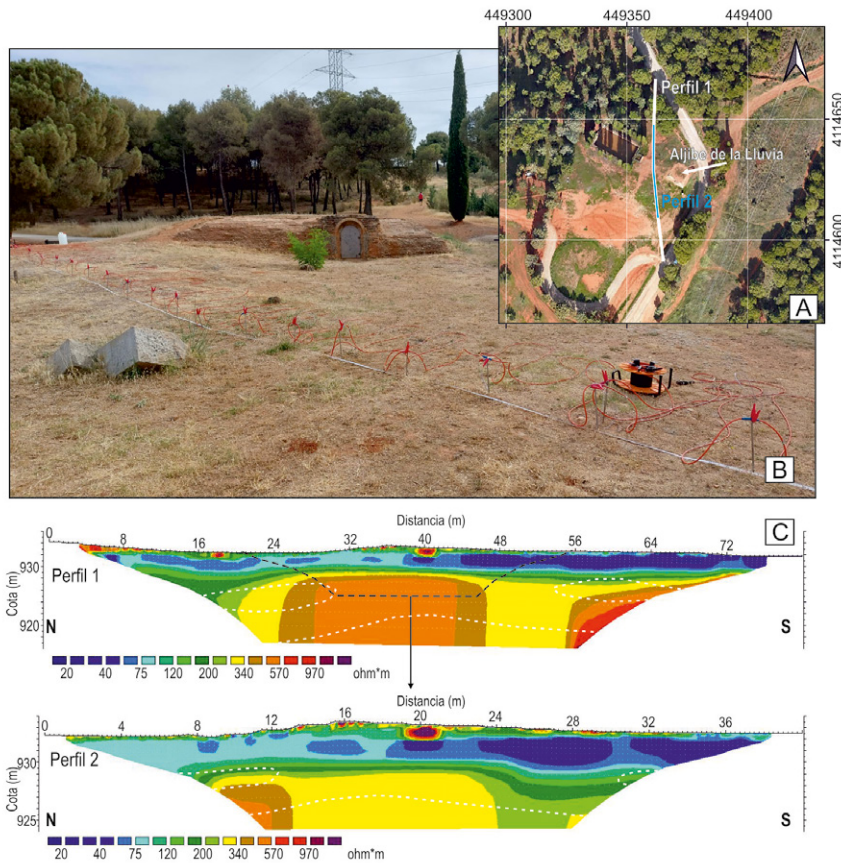 449300 449350 449400
4114650
4114600
Perfil 1
Aljibe de la Lluvia
Perfil 2
A
B
C
Distancia (m)
0 8 16 24 32 40 48 56 64 72
Cota (m)
930
920
Perfil 1
N S
20 40 75 120 200 340 570 970 ohm*m
Distancia (m)
0 4 8 12 16 20 24 28 32 36
Cota (m)
930
925
Perfil 2
N S
20 40 75 120 200 340 570 970 ohm*m